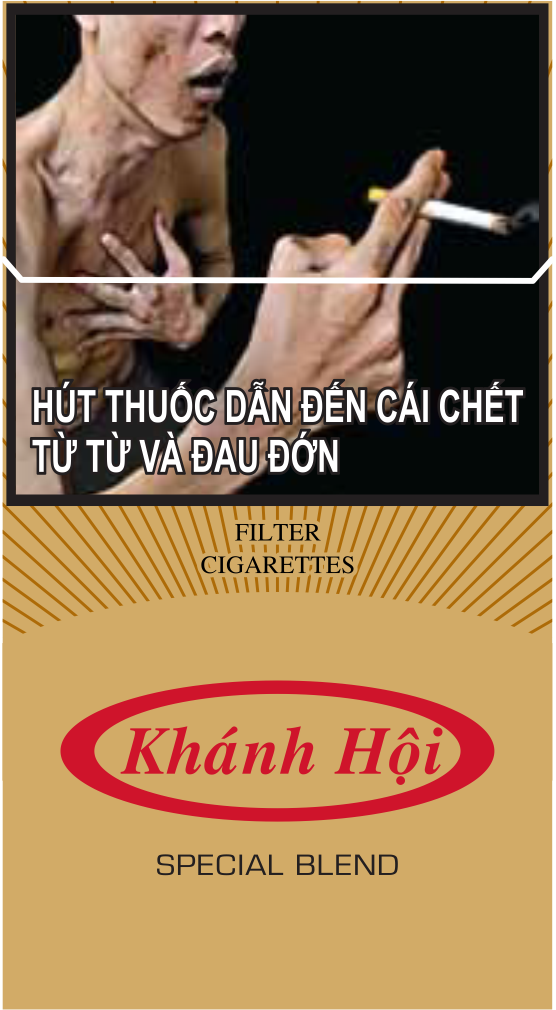 HÚT THUỐC DẪN ĐẾN CÁI CHẾT
TỪ TỪ VÀ ĐAU ĐỚN
FILTER
CIGARETTES
Khánh Hội
SPECIAL BLEND